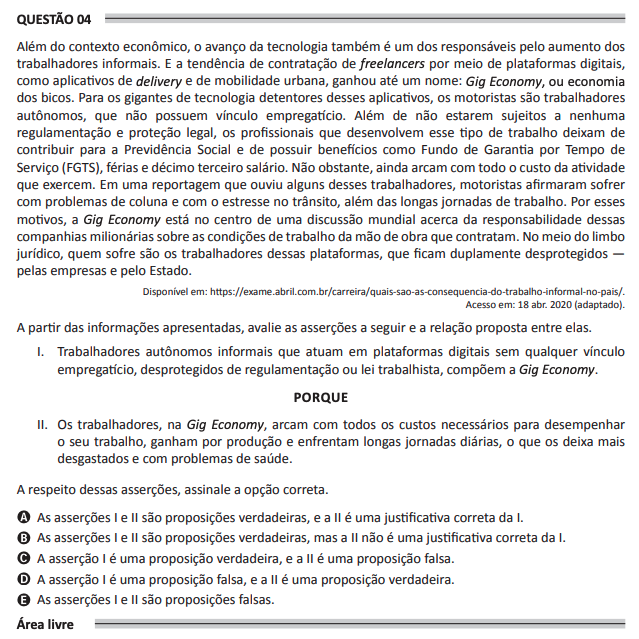 QUESTÃO 04
Além do contexto econômico, o avanço da tecnologia também é um dos responsáveis pelo aumento dos
trabalhadores informais. E a tendência de contratação de freelancers por meio de plataformas digitais,
como aplicativos de delivery e de mobilidade urbana, ganhou até um nome: Gig Economy, ou economia
dos bicos. Para os gigantes de tecnologia detentores desses aplicativos, os motoristas são trabalhadores
autônomos, que não possuem vínculo empregatício. Além de não estarem sujeitos a nenhuma
regulamentação e proteção legal, os profissionais que desenvolvem esse tipo de trabalho deixam de
contribuir para a Previdência Social e de possuir benefícios como Fundo de Garantia por Tempo de
Serviço (FGTS), férias e décimo terceiro salário. Não obstante, ainda arcam com todo o custo da atividade
que exercem. Em uma reportagem que ouviu alguns desses trabalhadores, motoristas afirmaram sofrer
com problemas de coluna e com o estresse no trânsito, além das longas jornadas de trabalho. Por esses
motivos, a Gig Economy está no centro de uma discussão mundial acerca da responsabilidade dessas
companhias milionárias sobre as condições de trabalho da mão de obra que contratam. No meio do limbo
jurídico, quem sofre são os trabalhadores dessas plataformas, que ficam duplamente desprotegidos —
pelas empresas e pelo Estado.
Disponível em: https://exame.abril.com.br/carreira/quais-sao-as-consequencia-do-trabalho-informal-no-pais/.
Acesso em: 18 abr. 2020 (adaptado).
A partir das informações apresentadas, avalie as asserções a seguir e a relação proposta entre elas.
I. Trabalhadores autônomos informais que atuam em plataformas digitais sem qualquer vínculo
empregatício, desprotegidos de regulamentação ou lei trabalhista, compõem a Gig Economy.
PORQUE
II. Os trabalhadores, na Gig Economy, arcam com todos os custos necessários para desempenhar
o seu trabalho, ganham por produção e enfrentam longas jornadas diárias, o que os deixa mais
desgastados e com problemas de saúde.
A respeito dessas asserções, assinale a opção correta.
A As asserções I e II são proposições verdadeiras, e a II é uma justificativa correta da I.
B As asserções I e II são proposições verdadeiras, mas a II não é uma justificativa correta da I.
C A asserção I é uma proposição verdadeira, e a II é uma proposição falsa.
D A asserção I é uma proposição falsa, e a II é uma proposição verdadeira.
E As asserções I e II são proposições falsas.
Área livre